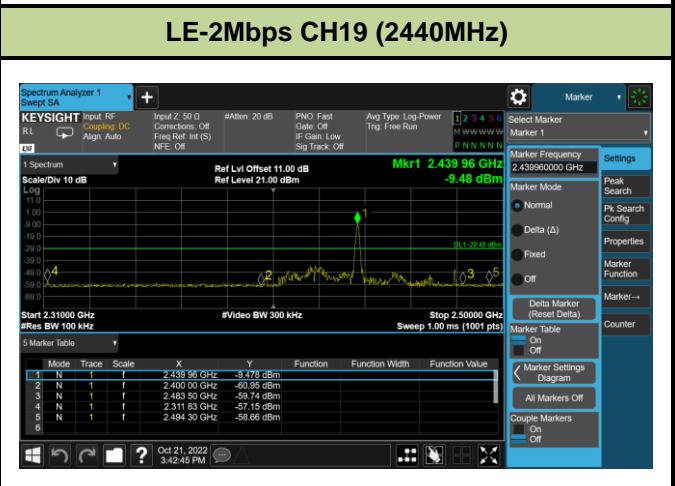 LE-2Mbps CH19 (2440MHz)
Spectrum Analyzer 1
Swept SA
+
Marker
KEYSIGHT Input: RF Input Z: 50 Ω #Atten: 20 dB PNO: Fast Avg Type: Log-Power 1 2 3 4 5 6
RL Coupling: DC Corrections: Off Gate: Off Trig: Free Run M W W W W W
Align: Auto Freq Ref: Int (S) IF Gain: Low
LXI NFE: Off Sig Track: Off P N N N N N
1 Spectrum Ref Lvl Offset 11.00 dB Mkr1 2.439 96 GHz
Scale/Div 10 dB Ref Level 21.00 dBm -9.48 dBm
Log
11.0
1.00
-9.00
-19.0
-29.0
-39.0
-49.0
-59.0
-69.0
1
DL1 -29.48 dBm
4 2 3 5
Start 2.31000 GHz #Video BW 300 kHz Stop 2.50000 GHz
#Res BW 100 kHz Sweep 1.00 ms (1001 pts)
5 Marker Table
Mode Trace Scale X Y Function Function Width Function Value
1 N 1 f 2.439 96 GHz -9.478 dBm
2 N 1 f 2.400 00 GHz -60.95 dBm
3 N 1 f 2.483 50 GHz -59.74 dBm
4 N 1 f 2.311 83 GHz -57.15 dBm
5 N 1 f 2.494 30 GHz -58.66 dBm
6
? Oct 21, 2022
3:42:45 PM
Select Marker
Marker 1
Marker Frequency
2.439960000 GHz
Marker Mode
Normal
Delta (Δ)
Fixed
Off
Delta Marker
(Reset Delta)
Marker Table
On
Off
Marker Settings
Diagram
All Markers Off
Couple Markers
On
Off
Settings
Peak
Search
Pk Search
Config
Properties
Marker
Function
Marker→
Counter